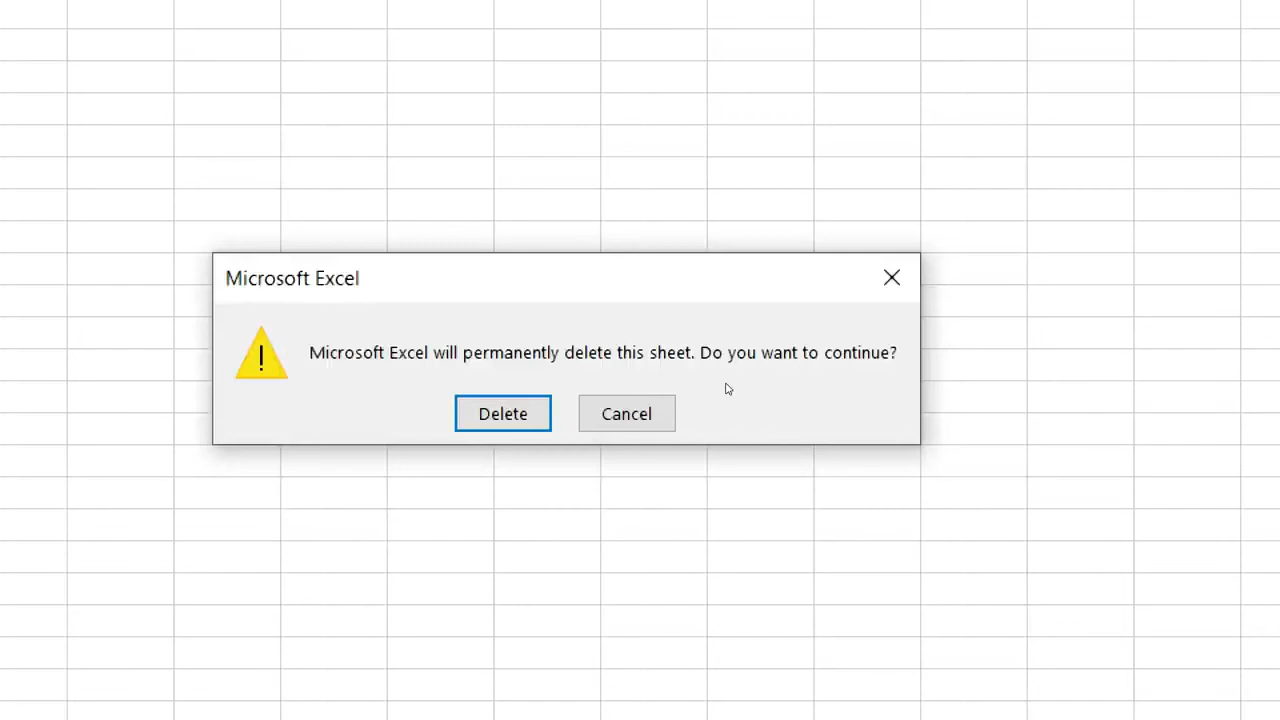 Microsoft Excel
Microsoft Excel will permanently delete this sheet. Do you want to continue?
Delete
Cancel